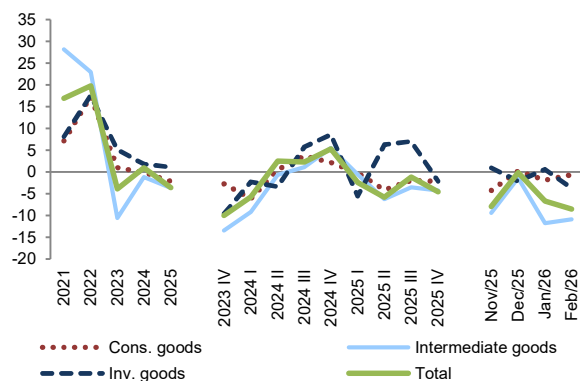 35
30
25
20
15
10
5
0
-5
-10
-15
-20
2021
2022
2023
2024
2025
2023 IV
2024 I
2024 II
2024 III
2024 IV
2025 I
2025 II
2025 III
2025 IV
Nov/25
Dec/25
Jan/26
Feb/26
Cons. goods
Intermediate goods
Inv. goods
Total